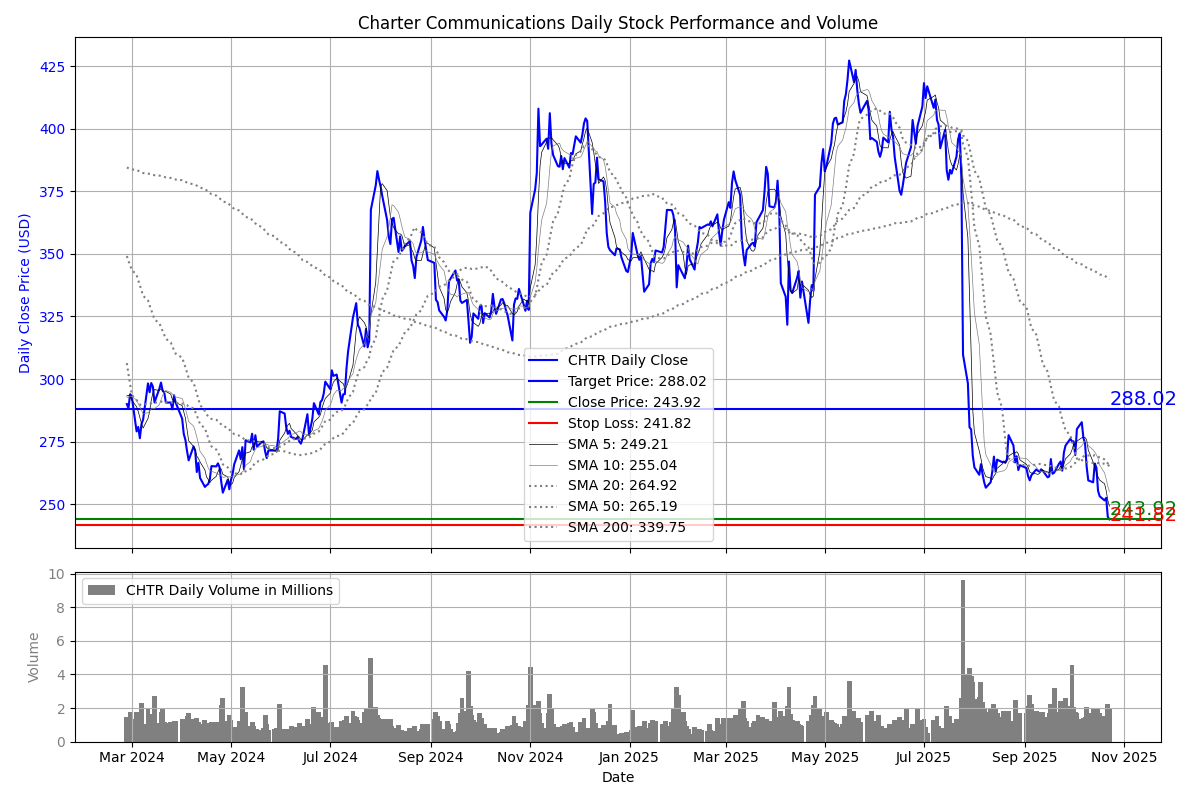 Charter Communications Daily Stock Performance and Volume
Daily Close Price (USD)
425
400
375
350
325
300
275
250
288.02
243.92
241.82
CHTR Daily Close
Target Price: 288.02
Close Price: 243.92
Stop Loss: 241.82
SMA 5: 249.21
SMA 10: 255.04
SMA 20: 264.92
SMA 50: 265.19
SMA 200: 339.75
Volume
10
8
6
4
2
0
CHTR Daily Volume in Millions
Mar 2024 May 2024 Jul 2024 Sep 2024 Nov 2024 Jan 2025 Mar 2025 May 2025 Jul 2025 Sep 2025 Nov 2025
Date